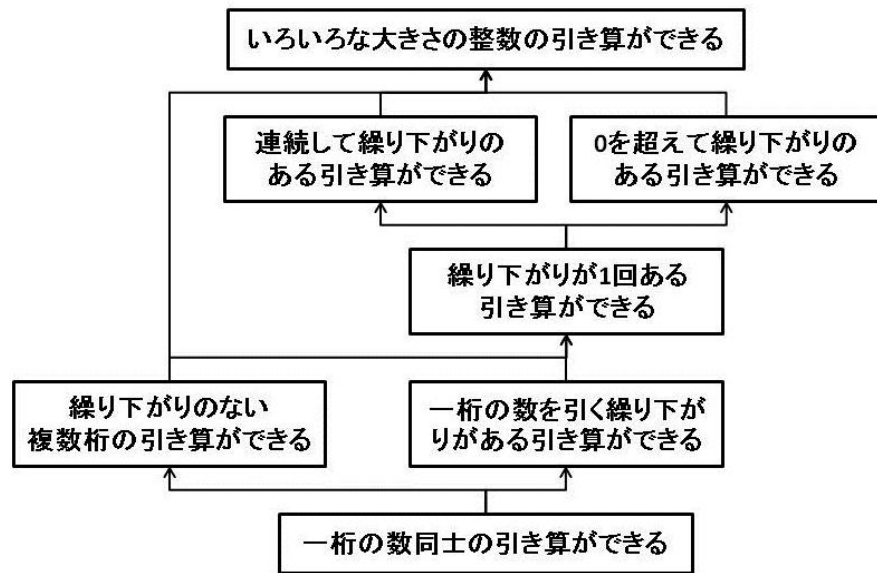 いろいろな大きさの整数の引き算ができる
連続して繰り下がりの
ある引き算ができる
0を超えて繰り下がりの
ある引き算ができる
繰り下がりが1回ある
引き算ができる
繰り下がりのない
複数桁の引き算ができる
一桁の数を引く繰り下が
りがある引き算ができる
一桁の数同士の引き算ができる